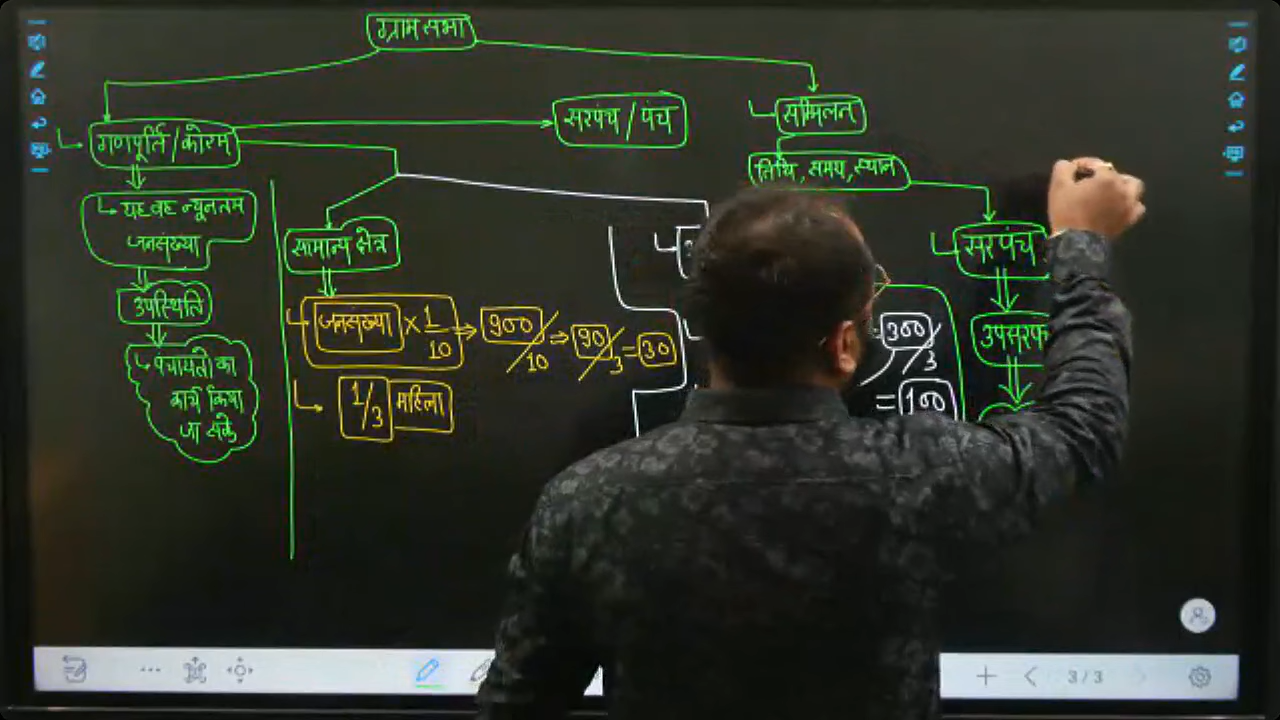 ग्राम सभा
गणपूर्ति/कोरम
सरपंच/पंच
सम्मिलन
तिथि, समय, स्थान
यह वह न्यूनतम
जनसंख्या
उपस्थिति
पंचायतों का
कार्य किया
जा सके
सामान्य क्षेत्र
जनसंख्या × 1/10 ⇒ 900/10 ⇒ 90/3 = 30
1/3 महिला
= 300/3
= 100
सरपंच
3/3